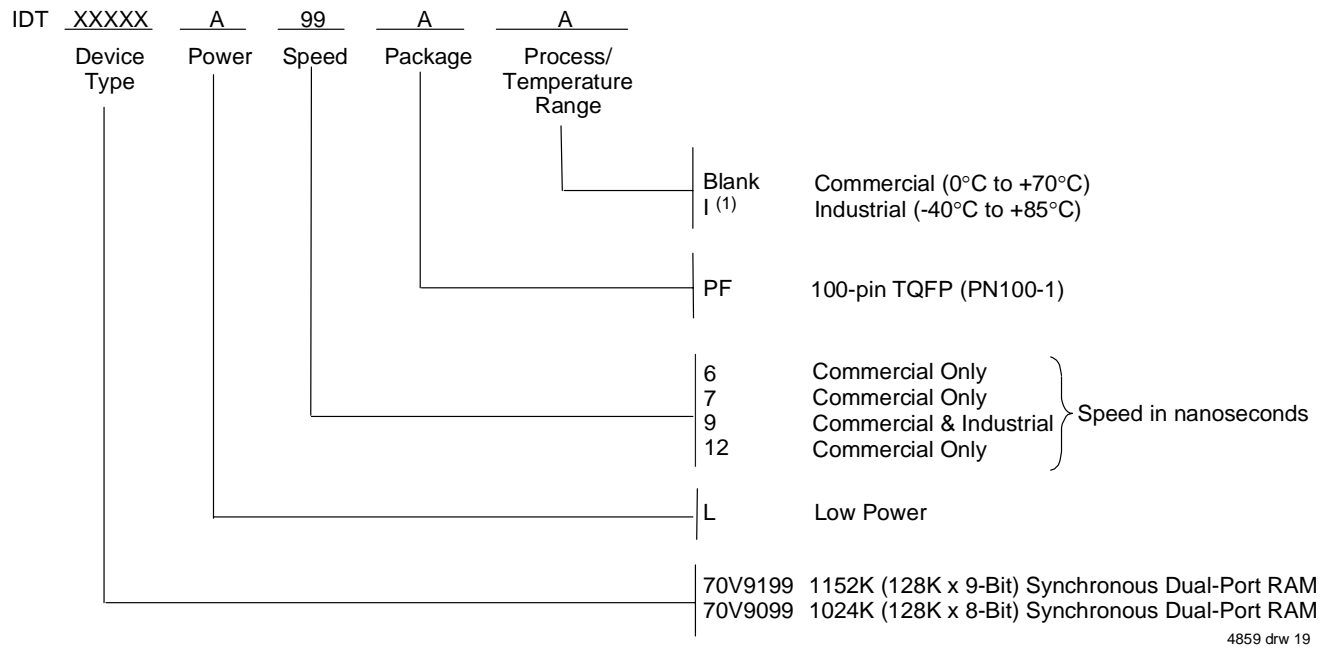 IDT XXXXX A 99 A A
Device Type
Power
Speed
Package
Process/
Temperature
Range
Blank Commercial (0°C to +70°C)
I (1) Industrial (-40°C to +85°C)
PF 100-pin TQFP (PN100-1)
6 Commercial Only
7 Commercial Only
9 Commercial & Industrial
12 Commercial Only
Speed in nanoseconds
L Low Power
70V9199 1152K (128K x 9-Bit) Synchronous Dual-Port RAM
70V9099 1024K (128K x 8-Bit) Synchronous Dual-Port RAM
4859 drw 19